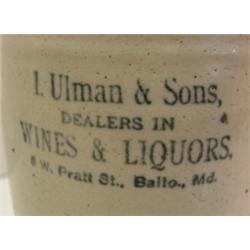 I. Ulman & Sons,
DEALERS IN
WINES & LIQUORS,
W. Pratt St., Balto., Md.